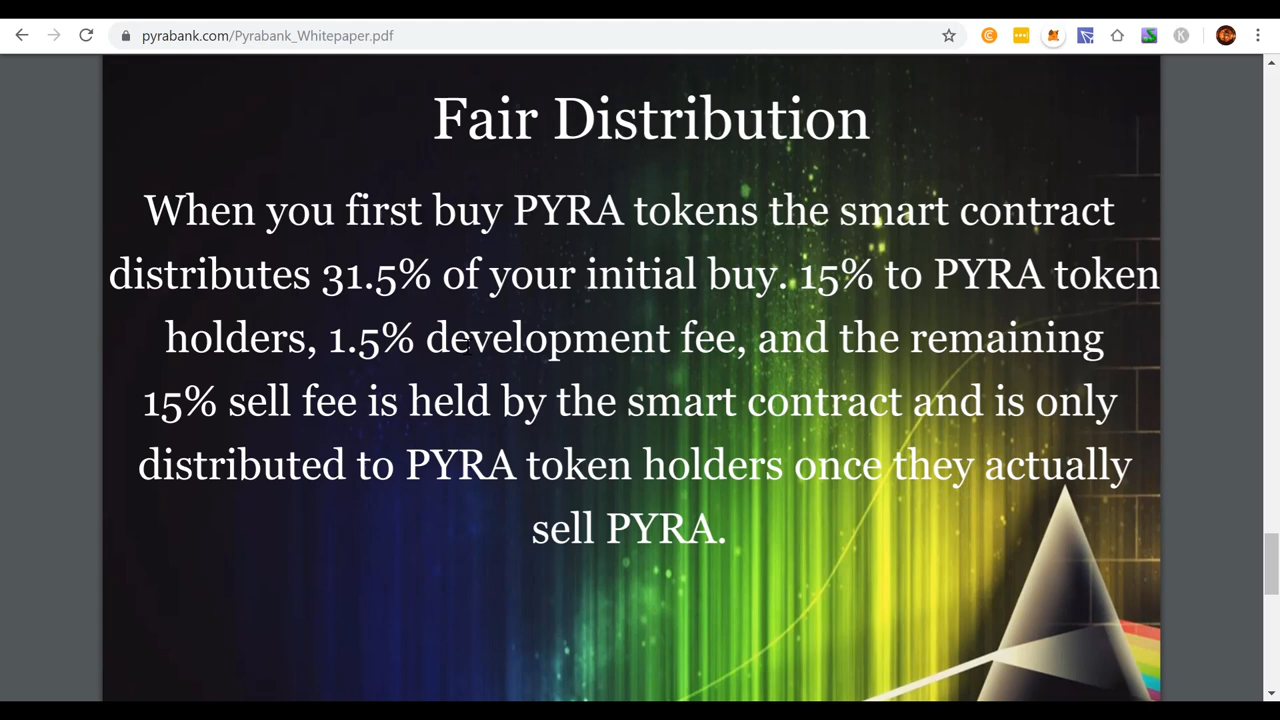 pyrabank.com/Pyrabank_Whitepaper.pdf
Fair Distribution
When you first buy PYRA tokens the smart contract
distributes 31.5% of your initial buy. 15% to PYRA token
holders, 1.5% development fee, and the remaining
15% sell fee is held by the smart contract and is only
distributed to PYRA token holders once they actually
sell PYRA.